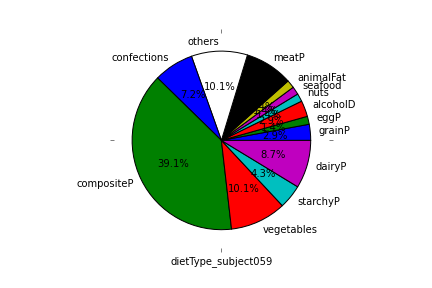 others
confections
meatP
animalFat
seafood
nuts
alcoholD
eggP
grainP
10.1%
7.2%
39.1%
8.7%
dairyP
4.3%
starchyP
compositeP
10.1%
vegetables
dietType_subject059